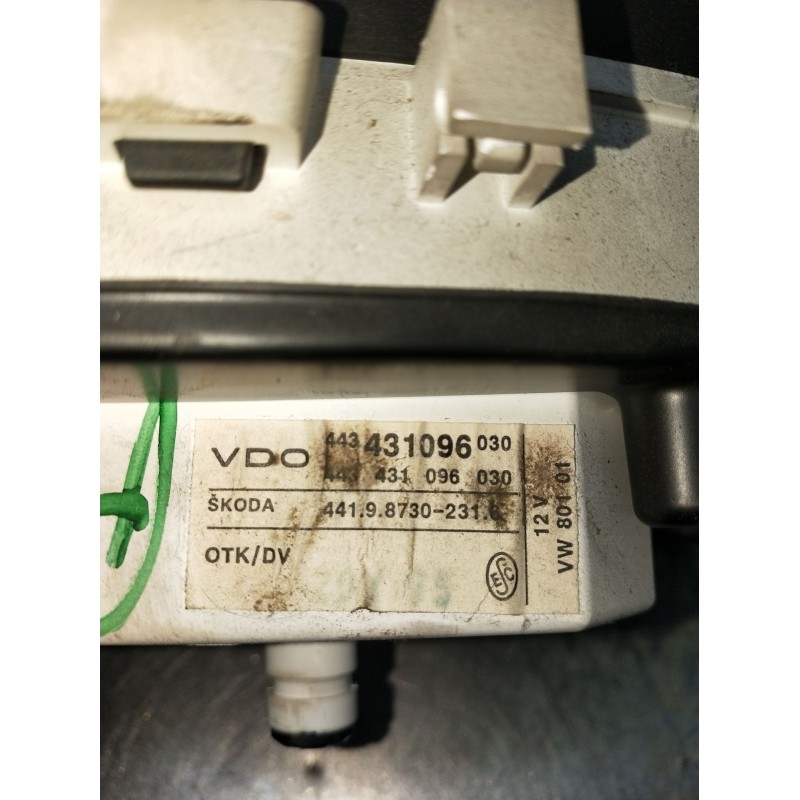 VDO 443 431096 030
443 431 096 030
ŠKODA 441.9.8730-231.
OTK/DV
12 V
VW 801 01